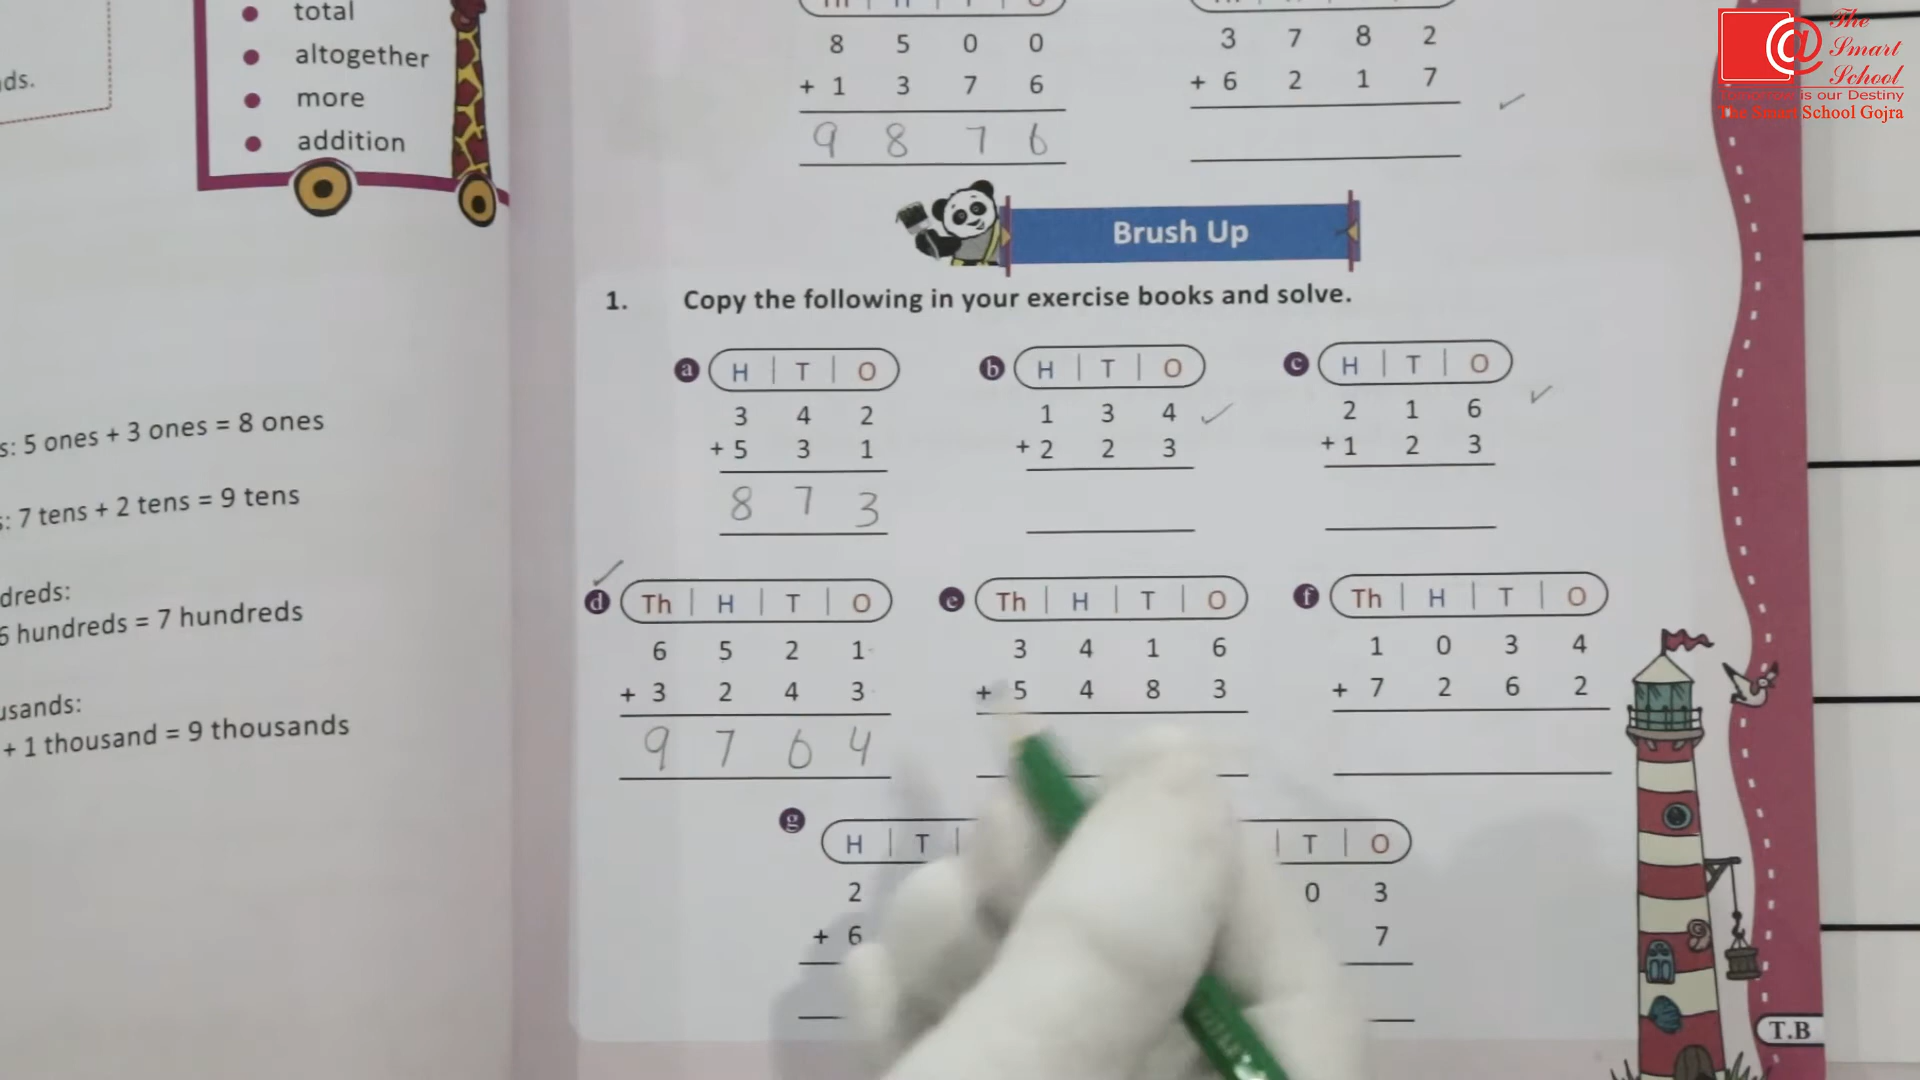 total
altogether
more
addition
ds.
s: 5 ones + 3 ones = 8 ones
s: 7 tens + 2 tens = 9 tens
dreds:
6 hundreds = 7 hundreds
usands:
+ 1 thousand = 9 thousands
8 5 0 0
+ 1 3 7 6
9 8 7 6
3 7 8 2
+ 6 2 1 7
Brush Up
1. Copy the following in your exercise books and solve.
a H | T | O
3 4 2
+ 5 3 1
8 7 3
b H | T | O
1 3 4
+ 2 2 3
c H | T | O
2 1 6
+ 1 2 3
d Th | H | T | O
6 5 2 1
+ 3 2 4 3
9 7 6 4
e Th | H | T | O
3 4 1 6
+ 5 4 8 3
f Th | H | T | O
1 0 3 4
+ 7 2 6 2
g H | T |
2
+ 6
| T | O
0 3
7
T.B
The
Smart
School
is our Destiny
The Smart School Gojra